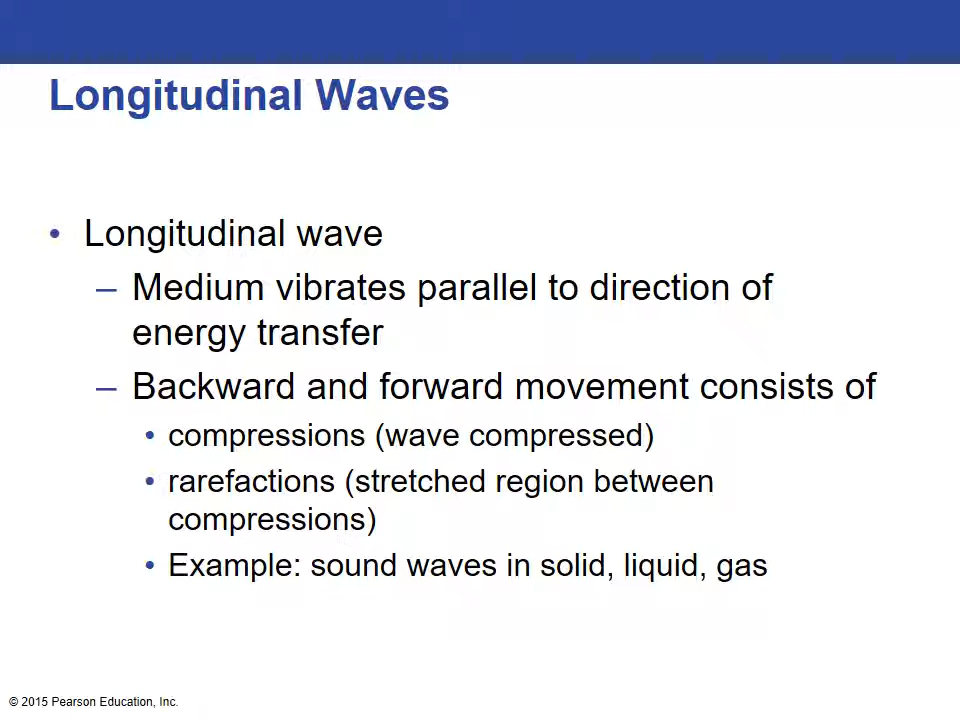 Longitudinal Waves
• Longitudinal wave
– Medium vibrates parallel to direction of
energy transfer
– Backward and forward movement consists of
• compressions (wave compressed)
• rarefactions (stretched region between
compressions)
• Example: sound waves in solid, liquid, gas
© 2015 Pearson Education, Inc.